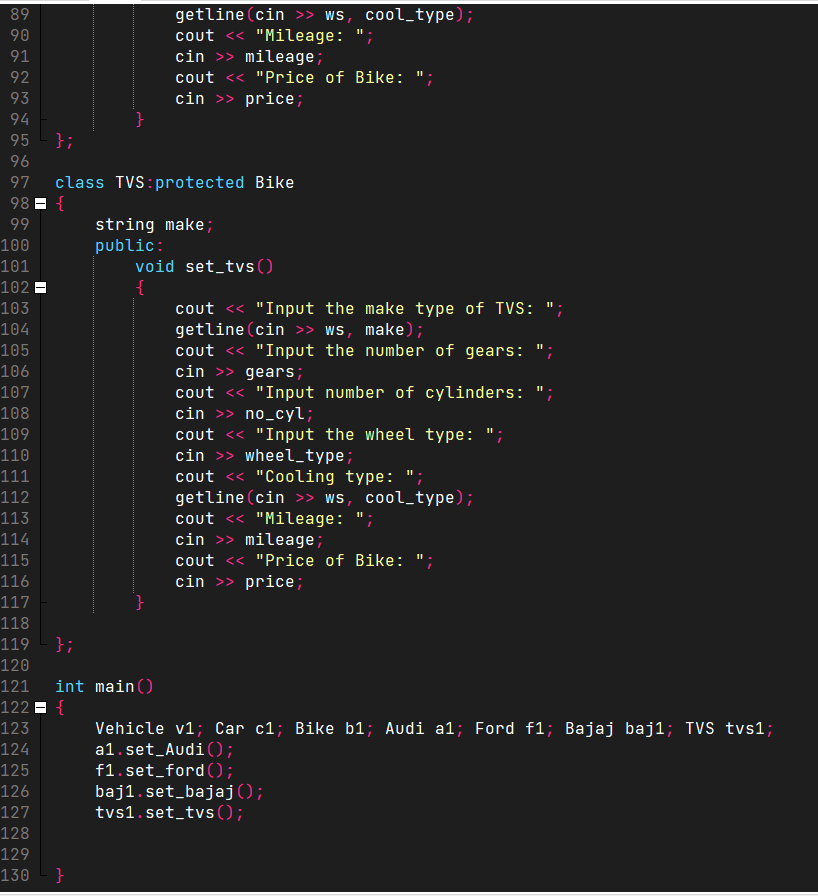 89 getline(cin >> ws, cool_type);
90 cout << "Mileage: ";
91 cin >> mileage;
92 cout << "Price of Bike: ";
93 cin >> price;
94 }
95 };
96
97 class TVS:protected Bike
98 {
99 string make;
100 public:
101 void set_tvs()
102 {
103 cout << "Input the make type of TVS: ";
104 getline(cin >> ws, make);
105 cout << "Input the number of gears: ";
106 cin >> gears;
107 cout << "Input number of cylinders: ";
108 cin >> no_cyl;
109 cout << "Input the wheel type: ";
110 cin >> wheel_type;
111 cout << "Cooling type: ";
112 getline(cin >> ws, cool_type);
113 cout << "Mileage: ";
114 cin >> mileage;
115 cout << "Price of Bike: ";
116 cin >> price;
117 }
118
119 };
120
121 int main()
122 {
123 Vehicle v1; Car c1; Bike b1; Audi a1; Ford f1; Bajaj baj1; TVS tvs1;
124 a1.set_Audi();
125 f1.set_ford();
126 baj1.set_bajaj();
127 tvs1.set_tvs();
128
129
130 }